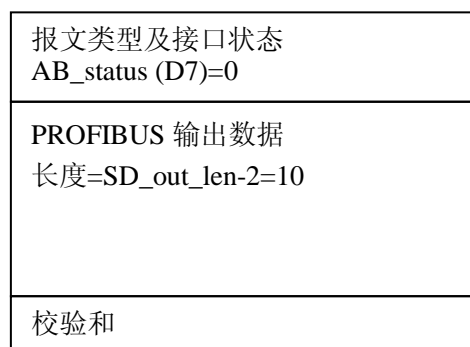 报文类型及接口状态
AB_status (D7)=0
PROFIBUS 输出数据
长度=SD_out_len-2=10
校验和